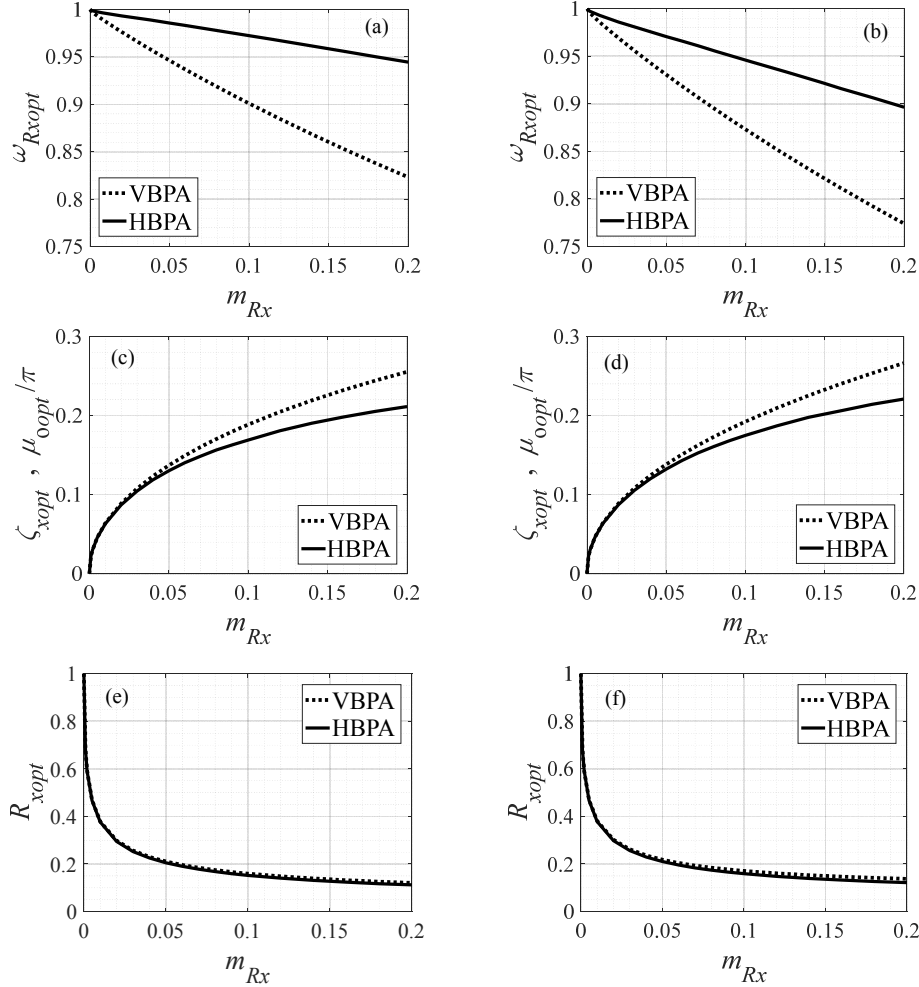 (a)
1
0.95
0.9
0.85
0.8
0.75
ω_Rxopt
VBPA
HBPA
0 0.05 0.1 0.15 0.2
m_Rx
(b)
1
0.95
0.9
0.85
0.8
0.75
ω_Rxopt
VBPA
HBPA
0 0.05 0.1 0.15 0.2
m_Rx
(c)
0.3
0.2
0.1
0
ζ_xopt , μ_oopt/π
VBPA
HBPA
0 0.05 0.1 0.15 0.2
m_Rx
(d)
0.3
0.2
0.1
0
ζ_xopt , μ_oopt/π
VBPA
HBPA
0 0.05 0.1 0.15 0.2
m_Rx
(e)
1
0.8
0.6
0.4
0.2
0
R_xopt
VBPA
HBPA
0 0.05 0.1 0.15 0.2
m_Rx
(f)
1
0.8
0.6
0.4
0.2
0
R_xopt
VBPA
HBPA
0 0.05 0.1 0.15 0.2
m_Rx